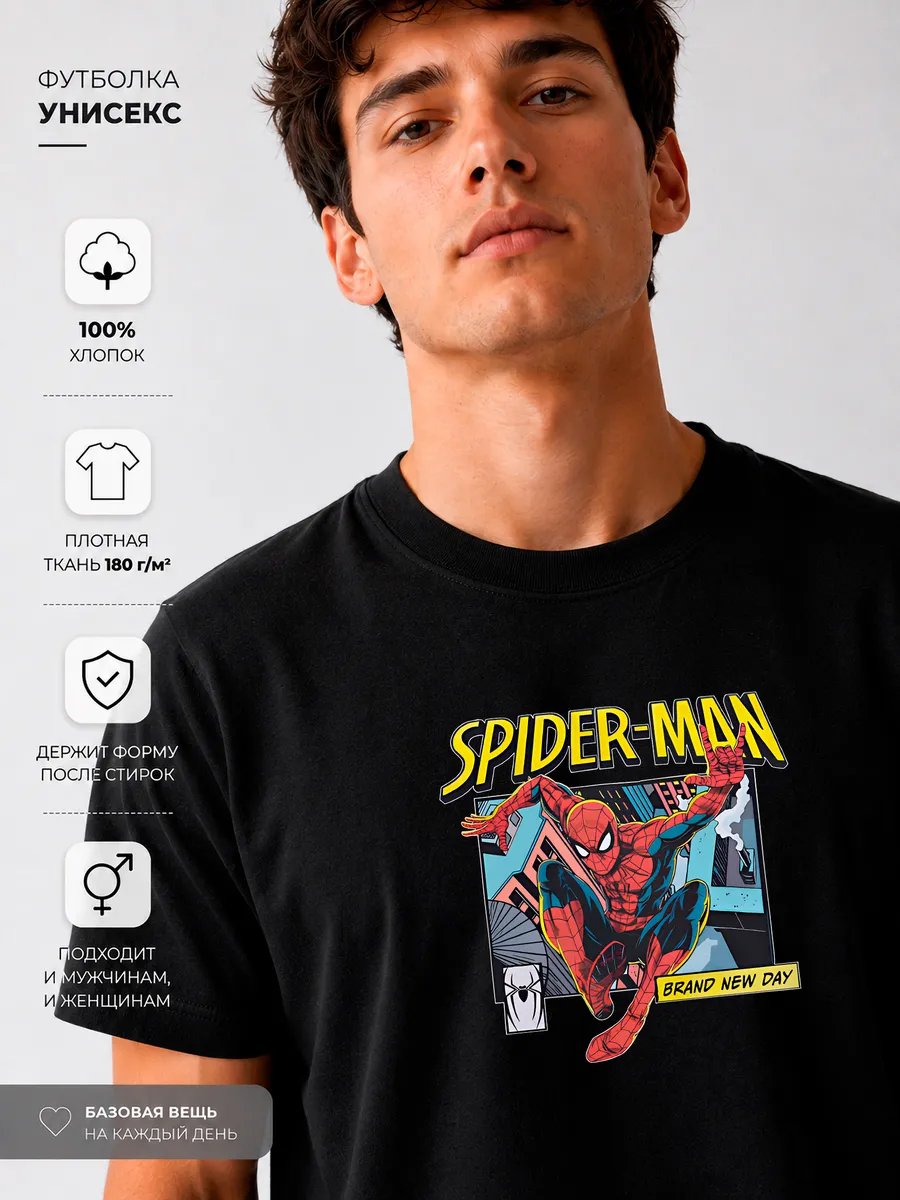 ФУТБОЛКА
УНИСЕКС
100%
ХЛОПОК
ПЛОТНАЯ
ТКАНЬ 180 г/м²
ДЕРЖИТ ФОРМУ
ПОСЛЕ СТИРОК
ПОДХОДИТ
И МУЖЧИНАМ,
И ЖЕНЩИНАМ
SPIDER-MAN
BRAND NEW DAY
БАЗОВАЯ ВЕЩЬ
НА КАЖДЫЙ ДЕНЬ